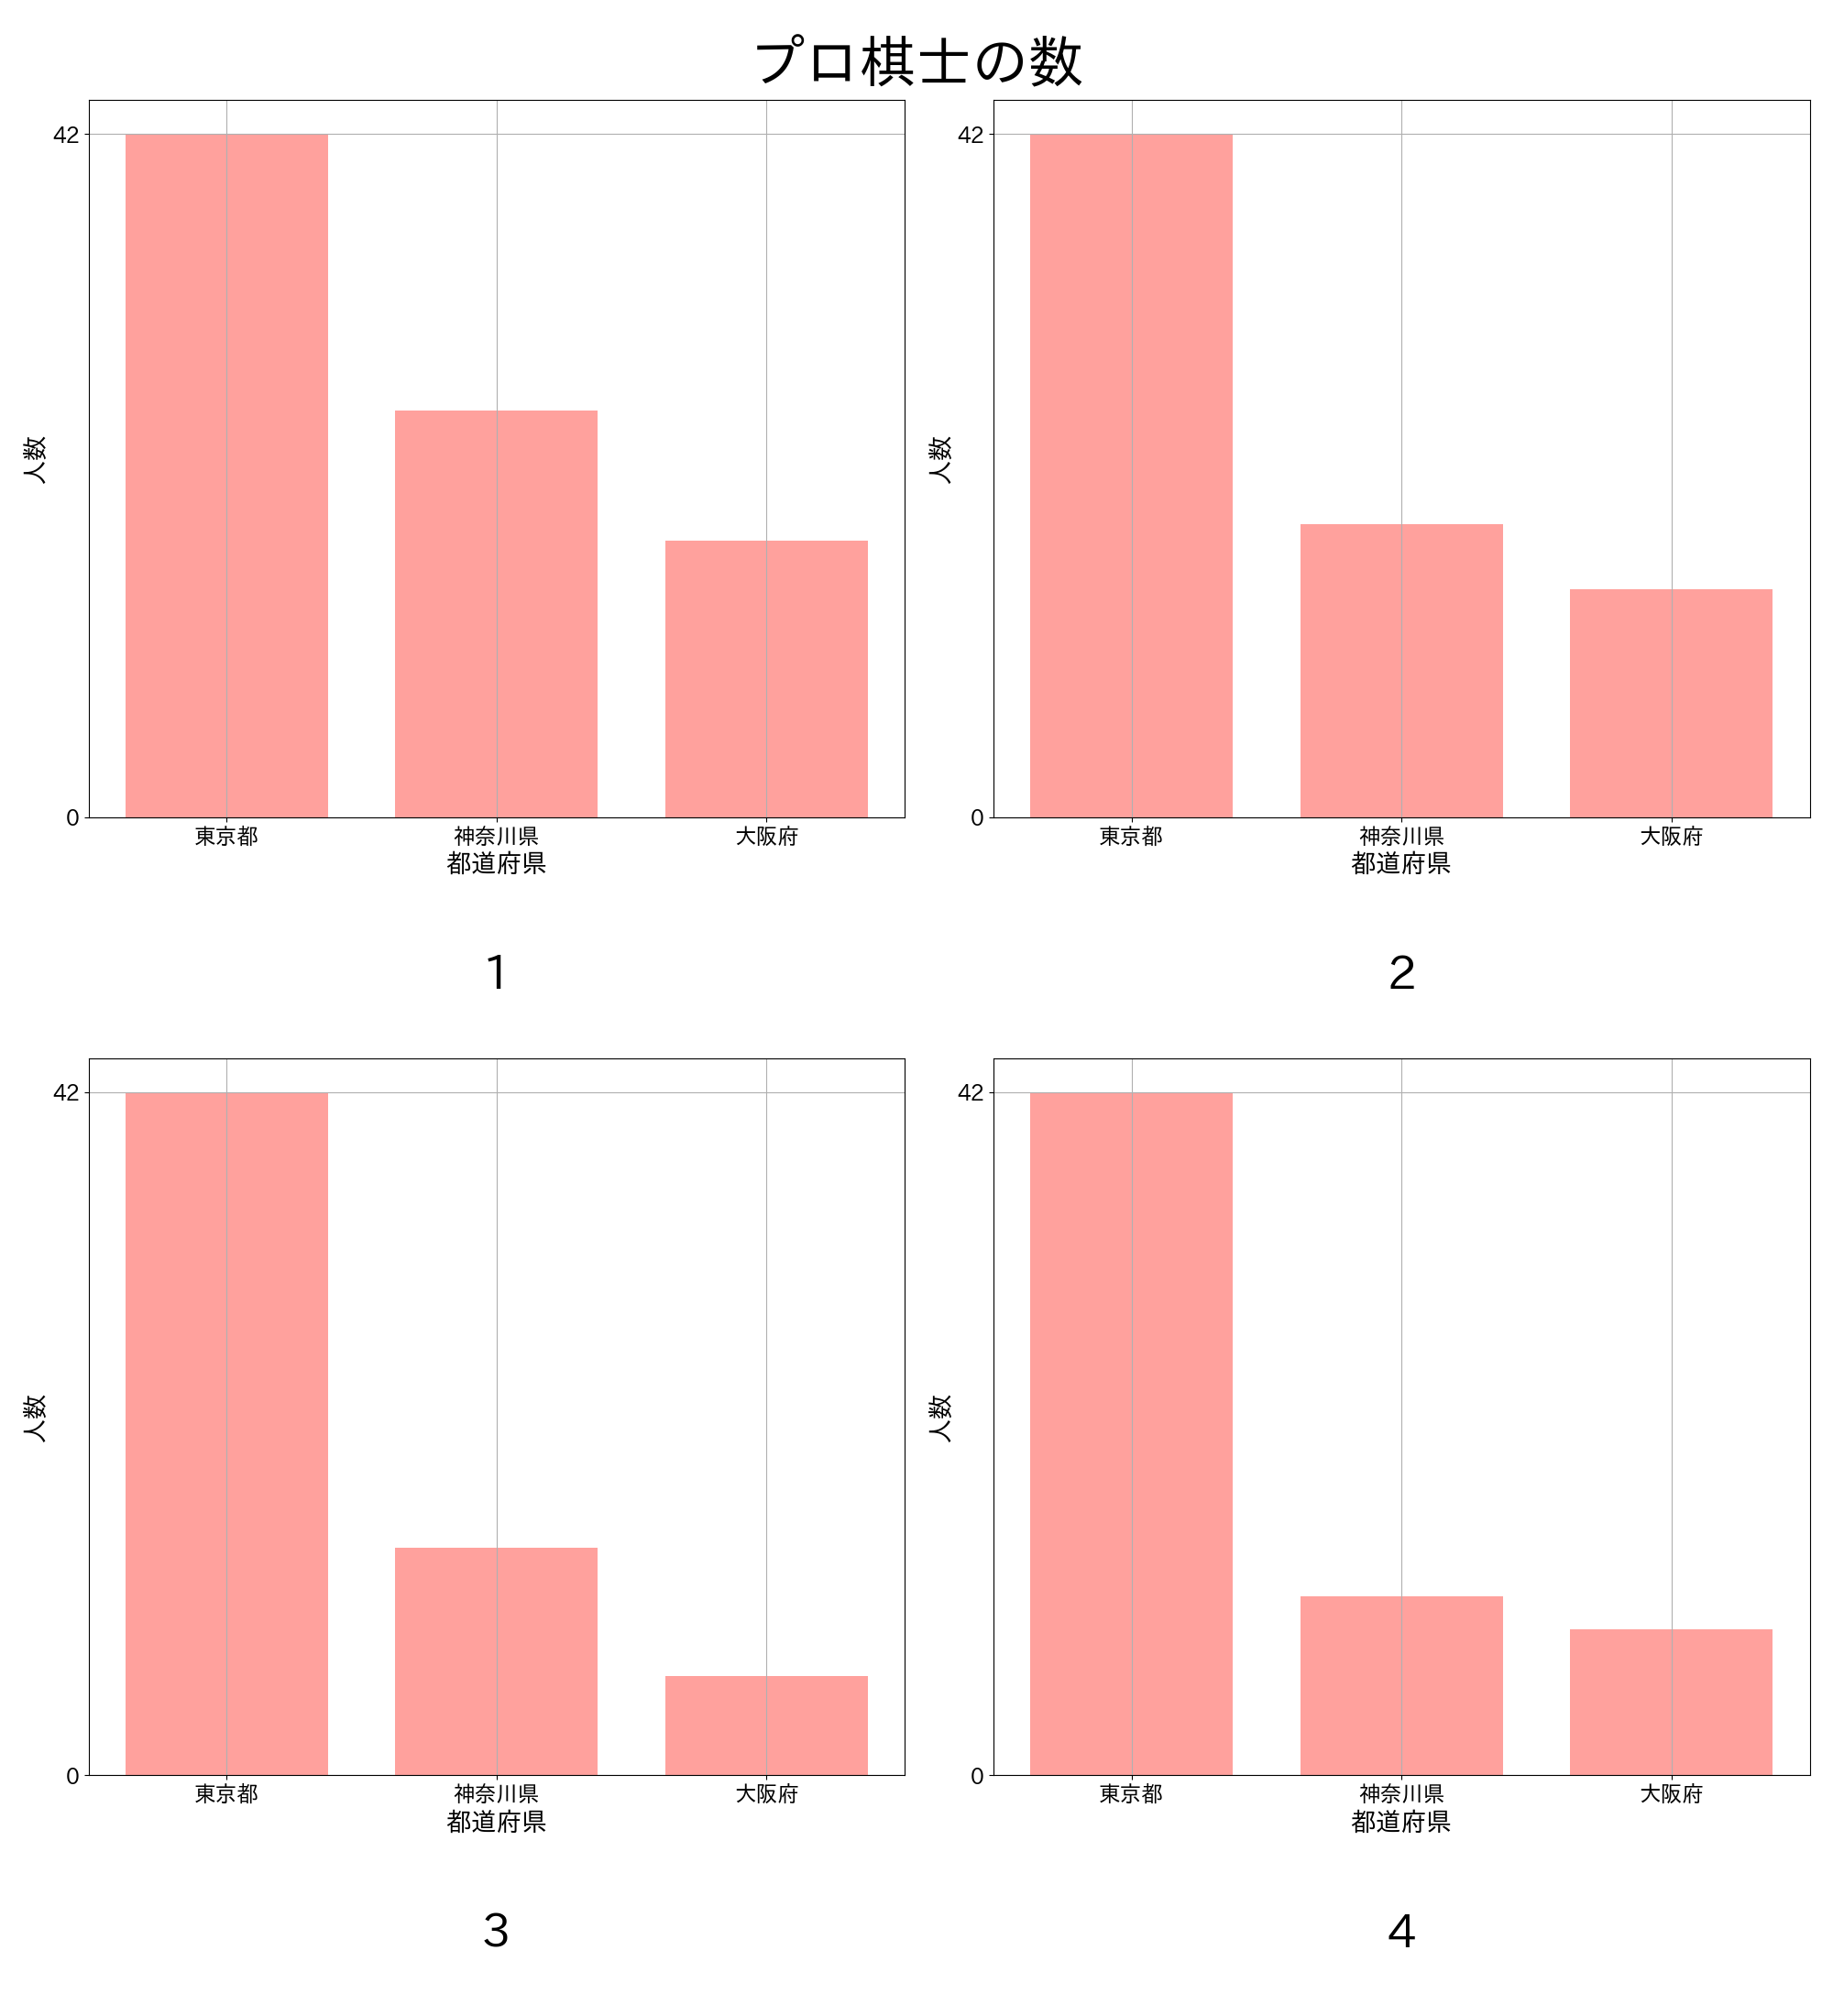 プロ棋士の数
42
人数
0
東京都 神奈川県 大阪府
都道府県
1
42
人数
0
東京都 神奈川県 大阪府
都道府県
2
42
人数
0
東京都 神奈川県 大阪府
都道府県
3
42
人数
0
東京都 神奈川県 大阪府
都道府県
4